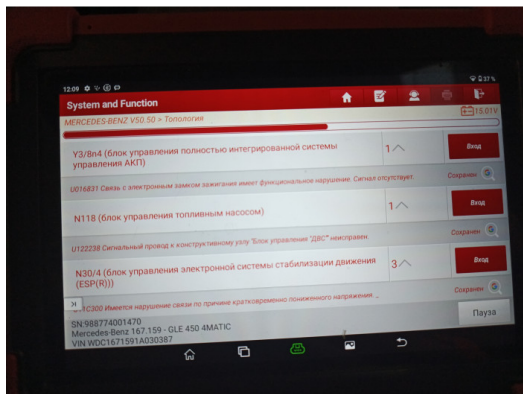 12:09
27%
System and Function
MERCEDES-BENZ V50.50 > Топология
15.01V
Y3/8n4 (блок управления полностью интегрированной системы
управления АКП)
1
Вход
U016831 Связь с электронным замком зажигания имеет функциональное нарушение. Сигнал отсутствует.
Сохранен
N118 (блок управления топливным насосом)
1
Вход
U122238 Сигнальный провод к конструктивному узлу "Блок управления "ДВС"" неисправен.
Сохранен
N30/4 (блок управления электронной системы стабилизации движения
(ESP(R)))
3
Вход
C300 Имеется нарушение связи по причине кратковременно пониженного напряжения ...
Сохранен
SN:988774001470
Mercedes-Benz 167.159 - GLE 450 4MATIC
VIN WDC1671591A030387
Пауза